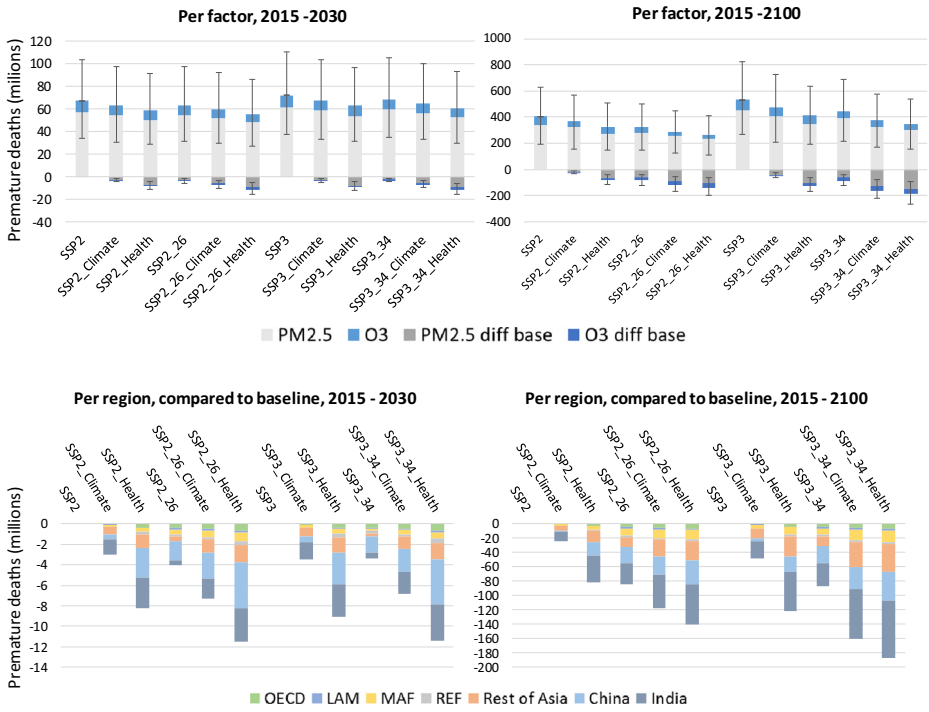 Per factor, 2015 -2030
Premature deaths (milions)
120
100
80
60
40
20
0
-20
-40
SSP2
SSP2_Climate
SSP2_Health
SSP2_26
SSP2_26_Climate
SSP2_26_Health
SSP3
SSP3_Climate
SSP3_Health
SSP3_34
SSP3_34_Climate
SSP3_34_Health
Per factor, 2015 -2100
1000
800
600
400
200
0
-200
-400
SSP2
SSP2_Climate
SSP2_Health
SSP2_26
SSP2_26_Climate
SSP2_26_Health
SSP3
SSP3_Climate
SSP3_Health
SSP3_34
SSP3_34_Climate
SSP3_34_Health
PM2.5 O3 PM2.5 diff base O3 diff base
Per region, compared to baseline, 2015 - 2030
SSP2
SSP2_Climate
SSP2_Health
SSP2_26
SSP2_26_Climate
SSP2_26_Health
SSP3
SSP3_Climate
SSP3_Health
SSP3_34
SSP3_34_Climate
SSP3_34_Health
Premature deaths (millions)
0
-2
-4
-6
-8
-10
-12
-14
Per region, compared to baseline, 2015 - 2100
SSP2
SSP2_Climate
SSP2_Health
SSP2_26
SSP2_26_Climate
SSP2_26_Health
SSP3
SSP3_Climate
SSP3_Health
SSP3_34
SSP3_34_Climate
SSP3_34_Health
0
-20
-40
-60
-80
-100
-120
-140
-160
-180
-200
OECD LAM MAF REF Rest of Asia China India